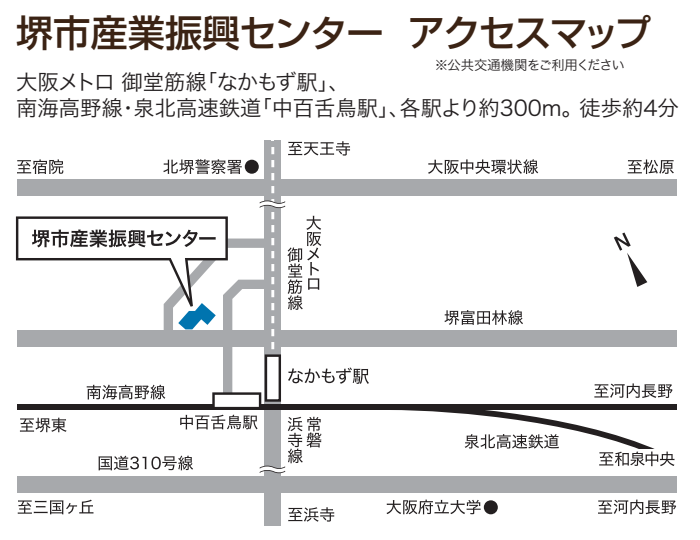 堺市産業振興センター　アクセスマップ
※公共交通機関をご利用ください
大阪メトロ 御堂筋線「なかもず駅」、
南海高野線・泉北高速鉄道「中百舌鳥駅」、各駅より約300m。徒歩約4分
至天王寺
至宿院
北堺警察署●
大阪中央環状線
至松原
堺市産業振興センター
大阪メトロ
御堂筋線
N
堺富田林線
なかもず駅
南海高野線
至河内長野
至堺東
中百舌鳥駅
常磐
浜寺線
泉北高速鉄道
至和泉中央
国道310号線
至三国ヶ丘
至浜寺
大阪府立大学●
至河内長野